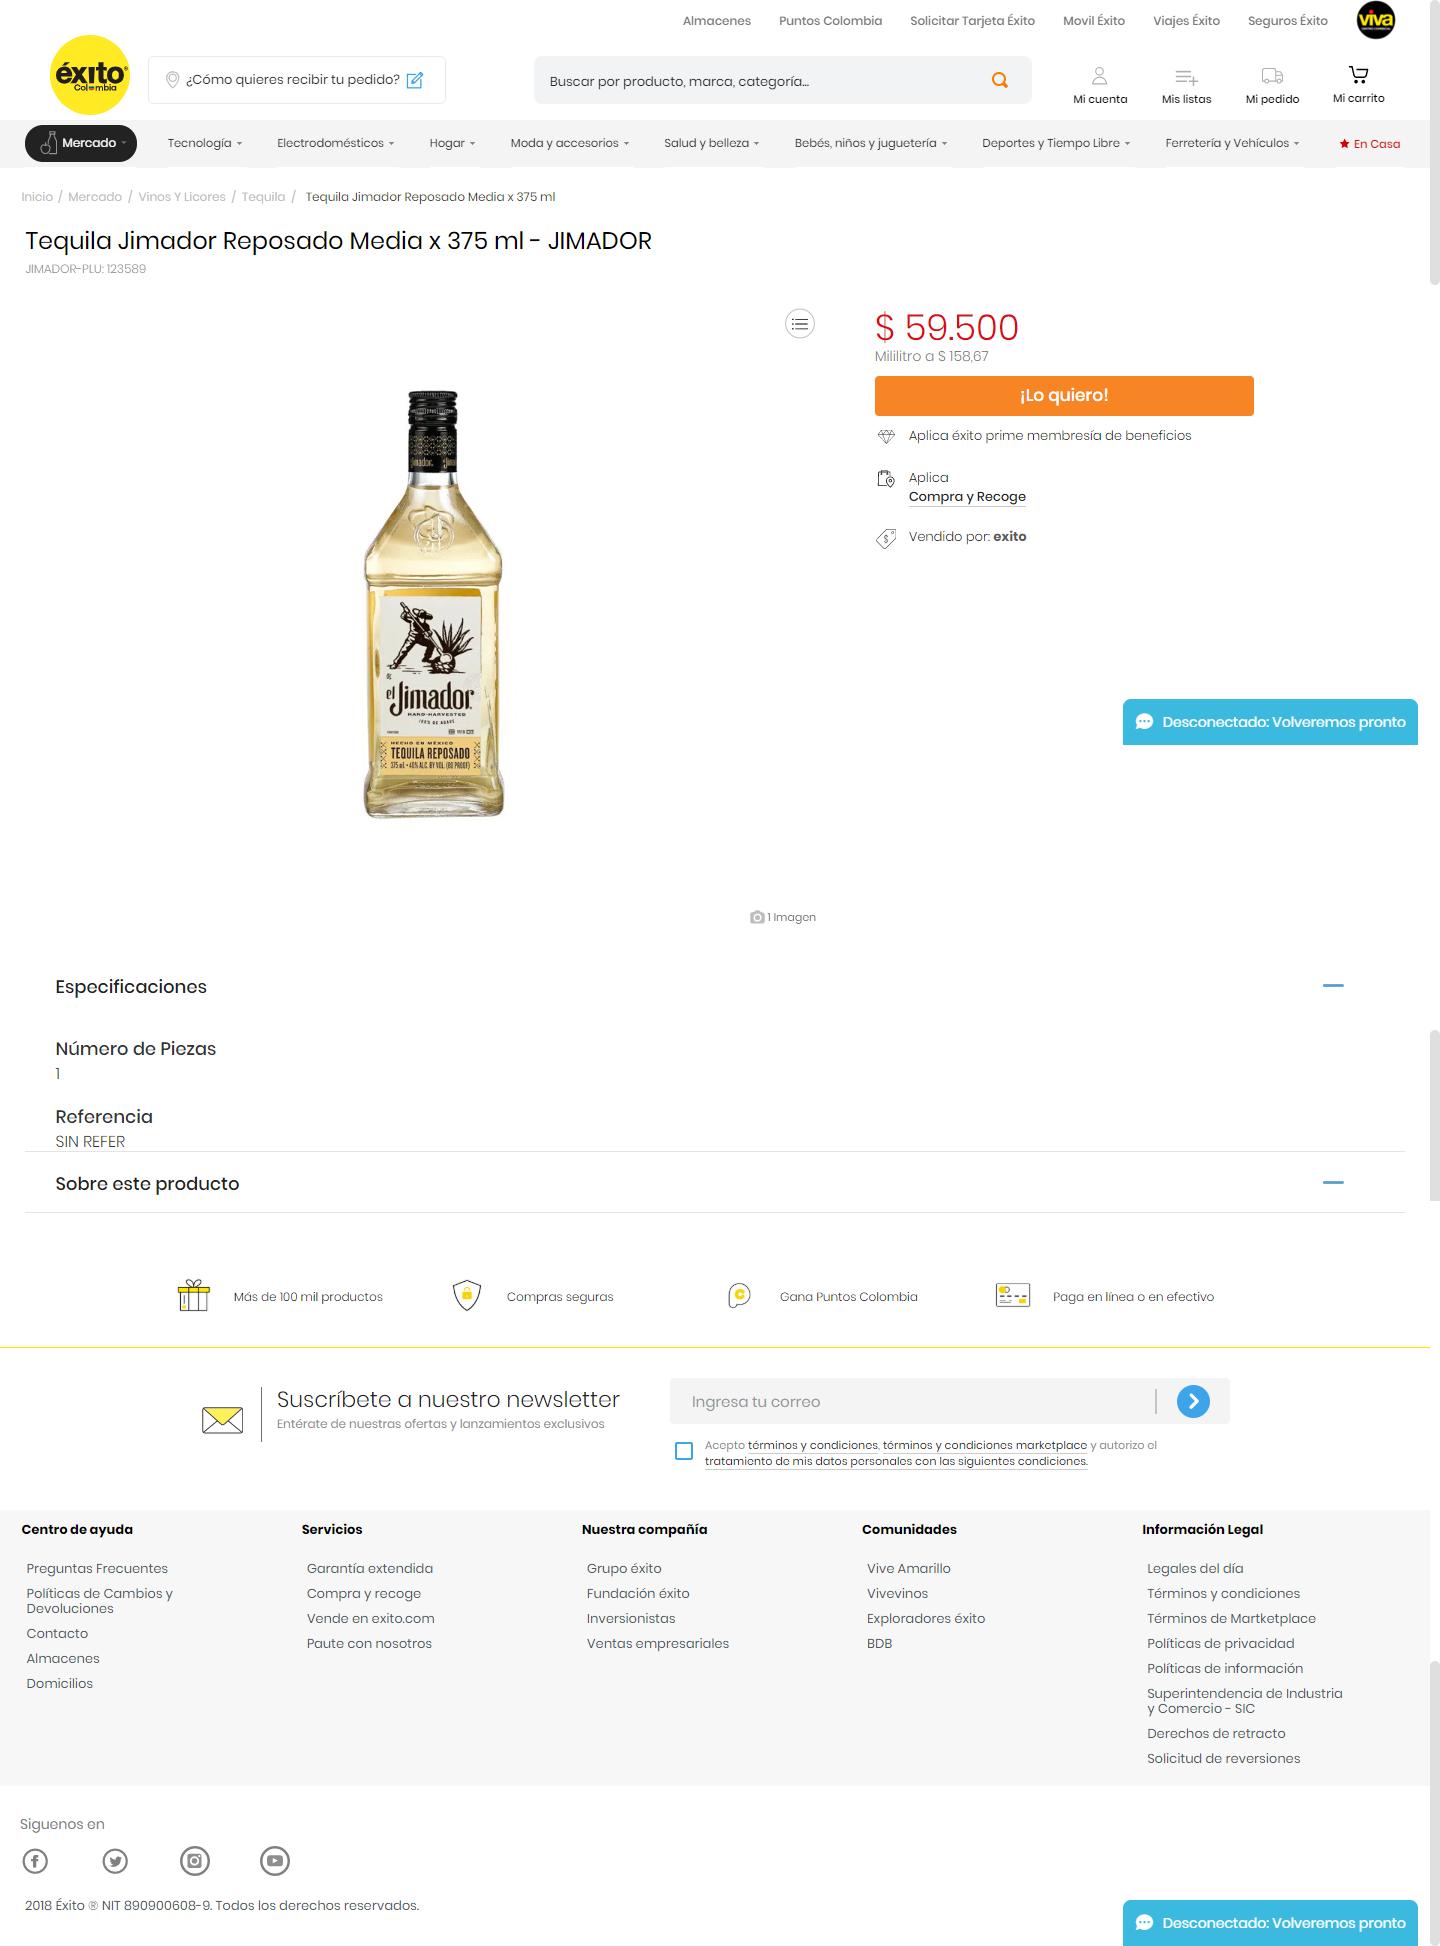 Almacenes Puntos Colombia Solicitar Tarjeta Éxito Movil Éxito Viajes Éxito Seguros Éxito viva
éxito
Colombia
¿Cómo quieres recibir tu pedido?
Buscar por producto, marca, categoría...
Mi cuenta Mis listas Mi pedido Mi carrito
Mercado Tecnología Electrodomésticos Hogar Moda y accesorios Salud y belleza Bebés, niños y juguetería Deportes y Tiempo Libre Ferretería y Vehículos En Casa
Inicio / Mercado / Vinos Y Licores / Tequila / Tequila Jimador Reposado Media x 375 ml
Tequila Jimador Reposado Media x 375 ml - JIMADOR
JIMADOR-PLU: 123589
$ 59.500
Mililitro a $ 158,67
¡Lo quiero!
Aplica éxito prime membresía de beneficios
Aplica
Compra y Recoge
Vendido por: exito
Jimador
el Jimador
HARD-HARVESTED
100% DE AGAVE
HECHO EN MÉXICO
TEQUILA REPOSADO
375 mL • 40% ALC. BY VOL. (80 PROOF)
Desconectado: Volveremos pronto
1 Imagen
Especificaciones
Número de Piezas
1
Referencia
SIN REFER
Sobre este producto
Más de 100 mil productos Compras seguras Gana Puntos Colombia Paga en línea o en efectivo
Suscríbete a nuestro newsletter
Entérate de nuestras ofertas y lanzamientos exclusivos
Ingresa tu correo
Acepto términos y condiciones, términos y condiciones marketplace y autorizo el
tratamiento de mis datos personales con las siguientes condiciones.
Centro de ayuda
Preguntas Frecuentes
Políticas de Cambios y
Devoluciones
Contacto
Almacenes
Domicilios
Servicios
Garantía extendida
Compra y recoge
Vende en exito.com
Paute con nosotros
Nuestra compañía
Grupo éxito
Fundación éxito
Inversionistas
Ventas empresariales
Comunidades
Vive Amarillo
Vivevinos
Exploradores éxito
BDB
Información Legal
Legales del día
Términos y condiciones
Términos de Martketplace
Políticas de privacidad
Políticas de información
Superintendencia de Industria
y Comercio - SIC
Derechos de retracto
Solicitud de reversiones
Siguenos en
2018 Éxito ® NIT 890900608-9. Todos los derechos reservados.
Desconectado: Volveremos pronto